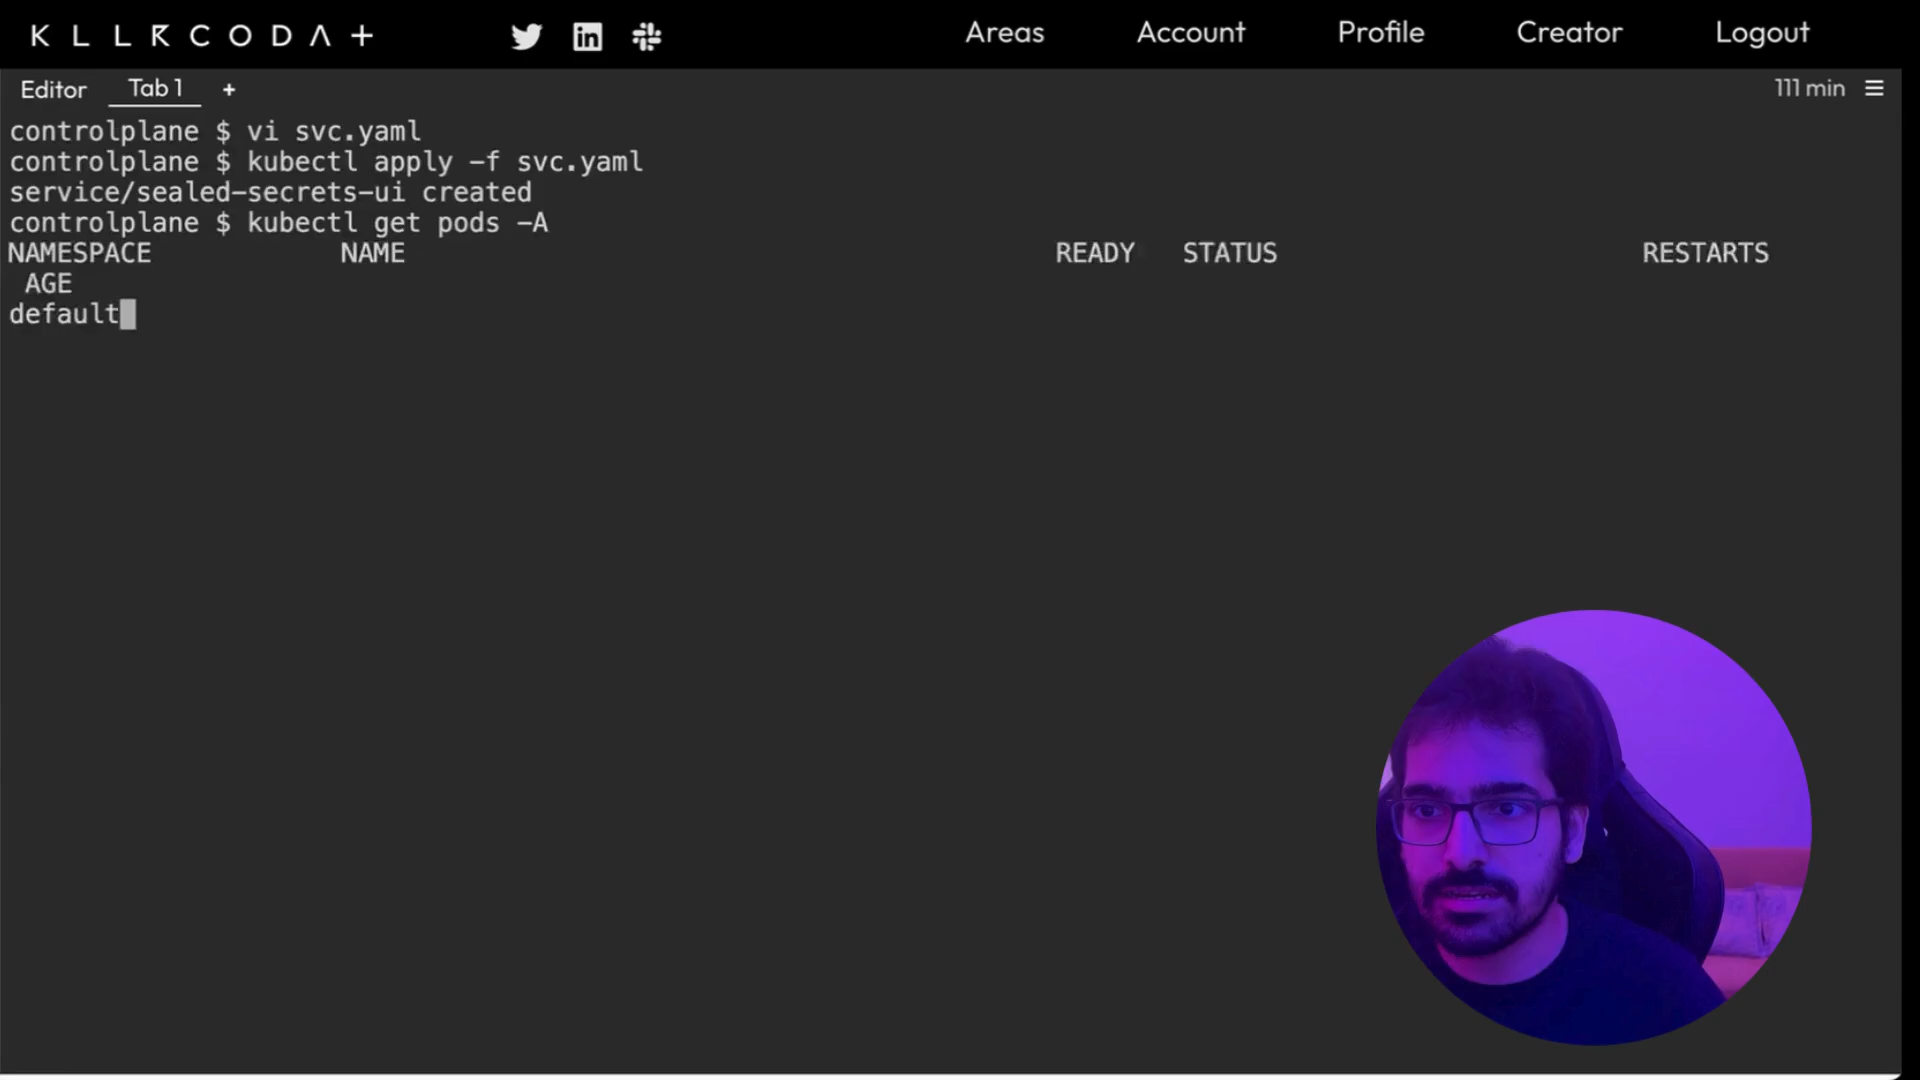 KLLRCODA+ Areas Account Profile Creator Logout
Editor Tab 1 + 111 min
controlplane $ vi svc.yaml
controlplane $ kubectl apply -f svc.yaml
service/sealed-secrets-ui created
controlplane $ kubectl get pods -A
NAMESPACE NAME READY STATUS RESTARTS
AGE
default